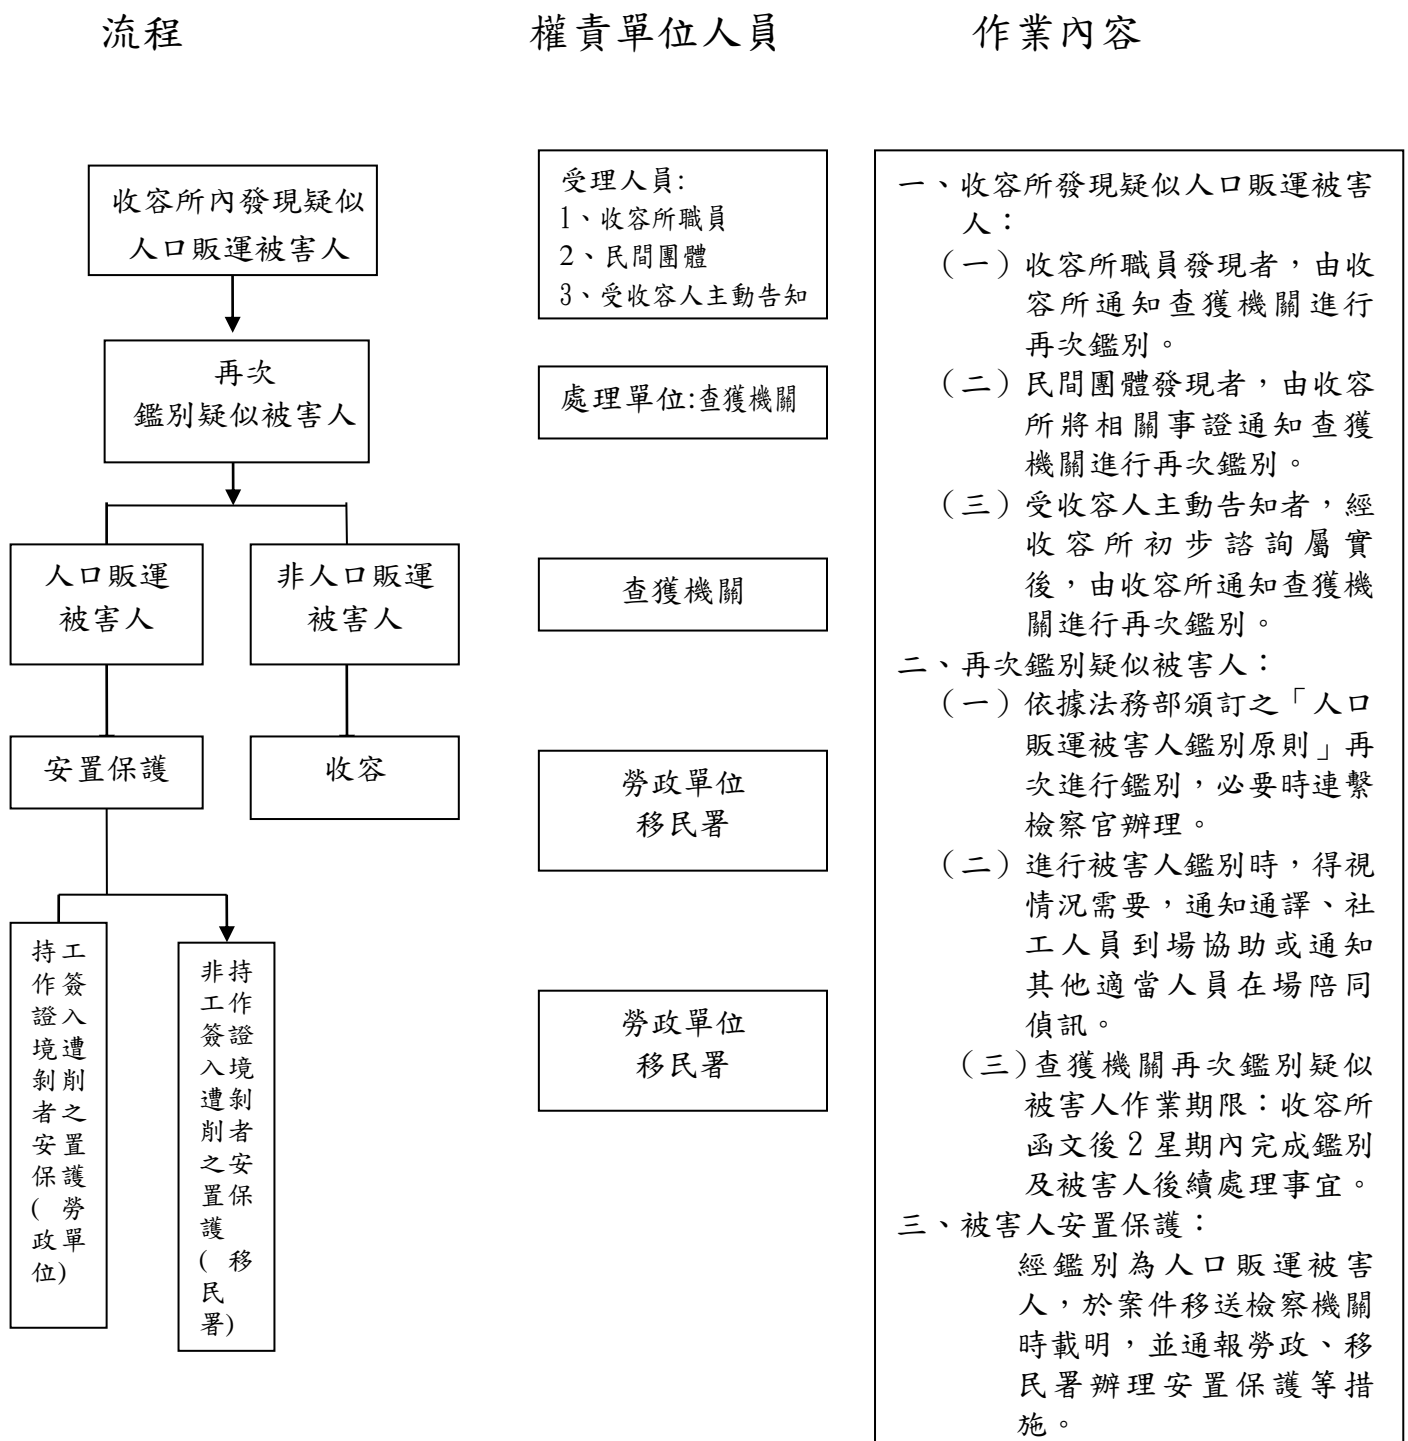 流程
權責單位人員
作業內容
收容所內發現疑似
人口販運被害人
再次
鑑別疑似被害人
人口販運
被害人
非人口販運
被害人
安置保護
收容
持工
作簽
證入
境遭
剝削
者之
安置
保護
( 勞
政單
位)
非持
工作
簽證
入境
遭剝
削者
之安
置保
護
( 移
民
署)
受理人員:
1、收容所職員
2、民間團體
3、受收容人主動告知
處理單位:查獲機關
查獲機關
勞政單位
移民署
勞政單位
移民署
一、收容所發現疑似人口販運被害
人：
（一）收容所職員發現者，由收
容所通知查獲機關進行
再次鑑別。
（二）民間團體發現者，由收容
所將相關事證通知查獲
機關進行再次鑑別。
（三）受收容人主動告知者，經
收容所初步諮詢屬實
後，由收容所通知查獲機
關進行再次鑑別。
二、再次鑑別疑似被害人：
（一）依據法務部頒訂之「人口
販運被害人鑑別原則」再
次進行鑑別，必要時連繫
檢察官辦理。
（二）進行被害人鑑別時，得視
情況需要，通知通譯、社
工人員到場協助或通知
其他適當人員在場陪同
偵訊。
（三）查獲機關再次鑑別疑似
被害人作業期限：收容所
函文後2星期內完成鑑別
及被害人後續處理事宜。
三、被害人安置保護：
經鑑別為人口販運被害
人，於案件移送檢察機關
時載明，並通報勞政、移
民署辦理安置保護等措
施。